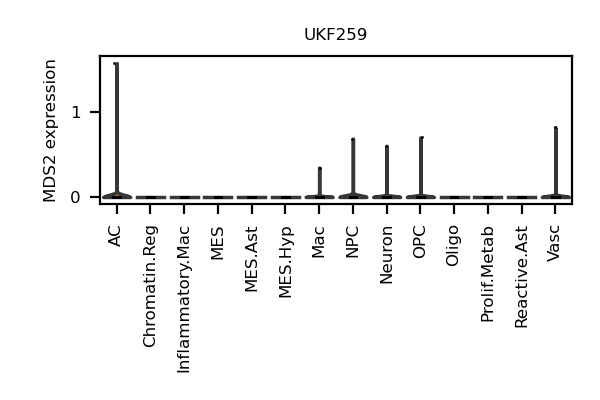 UKF259
MDS2 expression
1
0
AC
Chromatin.Reg
Inflammatory.Mac
MES
MES.Ast
MES.Hyp
Mac
NPC
Neuron
OPC
Oligo
Prolif.Metab
Reactive.Ast
Vasc